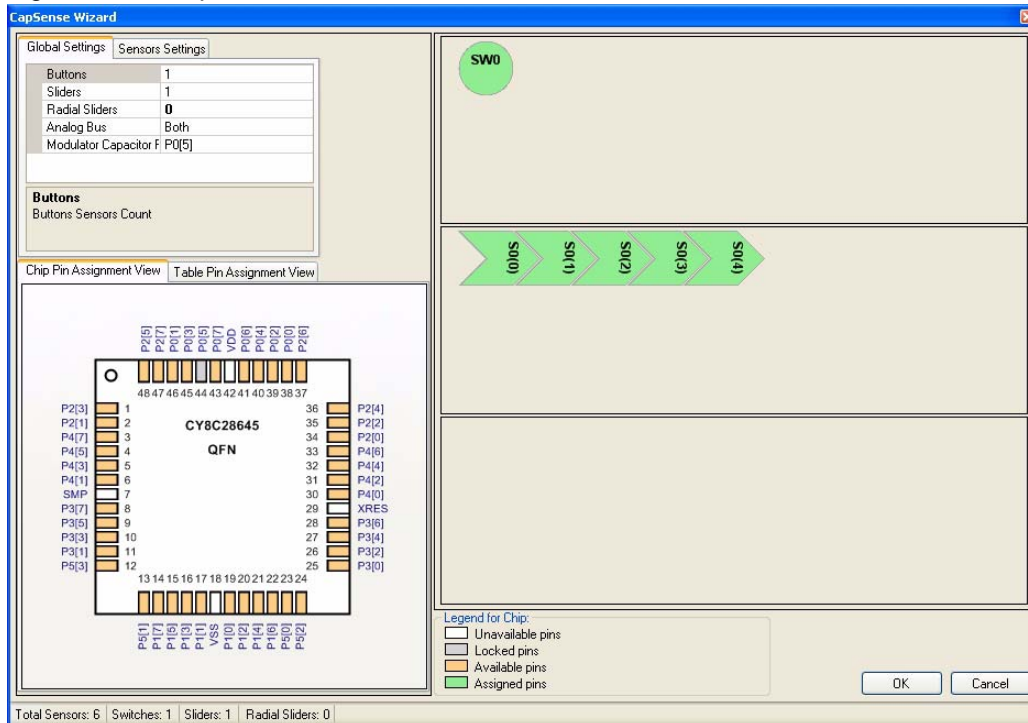 CapSense Wizard
Global Settings Sensors Settings
Buttons 1
Sliders 1
Radial Sliders 0
Analog Bus Both
Modulator Capacitor P P0[5]
Buttons
Buttons Sensors Count
Chip Pin Assignment View Table Pin Assignment View
P2[5] P2[7] P0[1] P0[3] P0[5] P0[7] VDD P0[6] P0[4] P0[2] P0[0] P2[6]
48 47 46 45 44 43 42 41 40 39 38 37
P2[3] 1 36 P2[4]
P2[1] 2 CY8C28645 35 P2[2]
P4[7] 3 34 P2[0]
P4[5] 4 QFN 33 P4[6]
P4[3] 5 32 P4[4]
P4[1] 6 31 P4[2]
SMP 7 30 P4[0]
P3[7] 8 29 XRES
P3[5] 9 28 P3[6]
P3[3] 10 27 P3[4]
P3[1] 11 26 P3[2]
P5[3] 12 25 P3[0]
13 14 15 16 17 18 19 20 21 22 23 24
P5[1] P1[7] P1[5] P1[3] P1[1] VSS P1[0] P1[2] P1[4] P1[6] P5[0] P5[2]
SW0
S0(0) S0(1) S0(2) S0(3) S0(4)
Legend for Chip:
Unavailable pins
Locked pins
Available pins
Assigned pins
OK Cancel
Total Sensors: 6 Switches: 1 Sliders: 1 Radial Sliders: 0